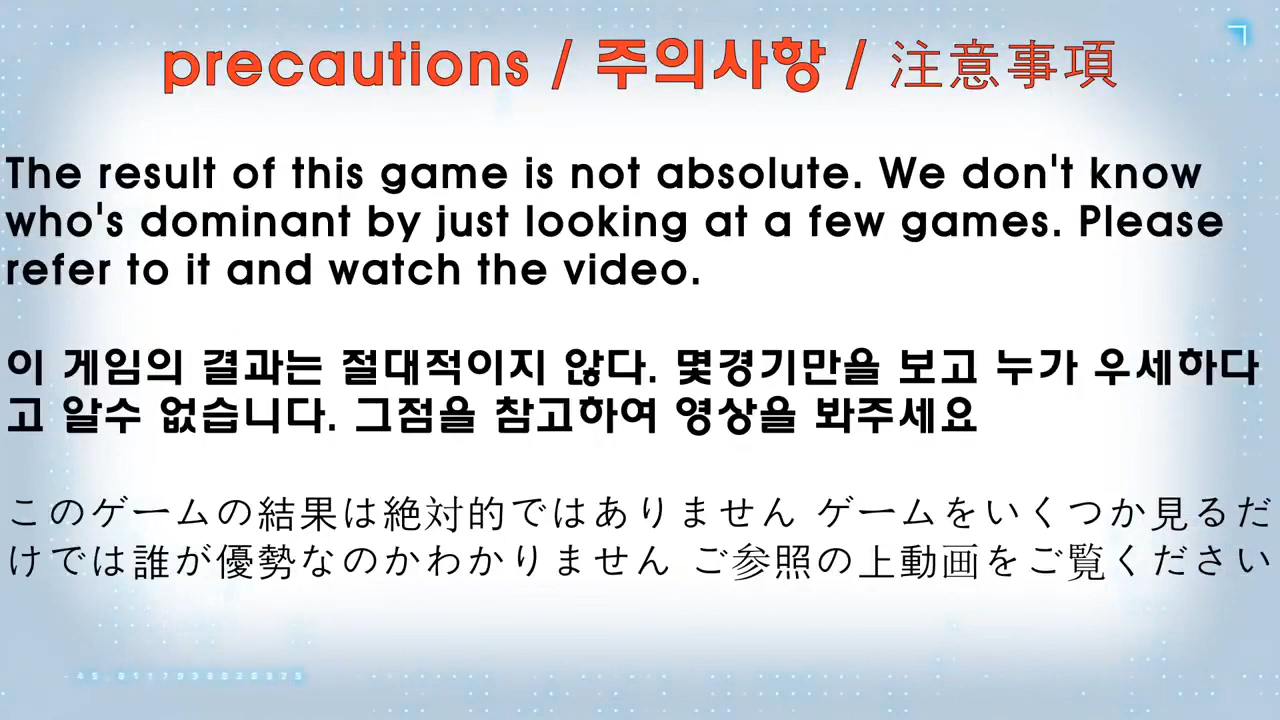 precautions / 주의사항 / 注意事項
The result of this game is not absolute. We don't know
who's dominant by just looking at a few games. Please
refer to it and watch the video.
이 게임의 결과는 절대적이지 않다. 몇경기만을 보고 누가 우세하다
고 알수 없습니다. 그점을 참고하여 영상을 봐주세요
このゲームの結果は絶対的ではありません ゲームをいくつか見るだ
けでは誰が優勢なのかわかりません ご参照の上動画をご覧ください